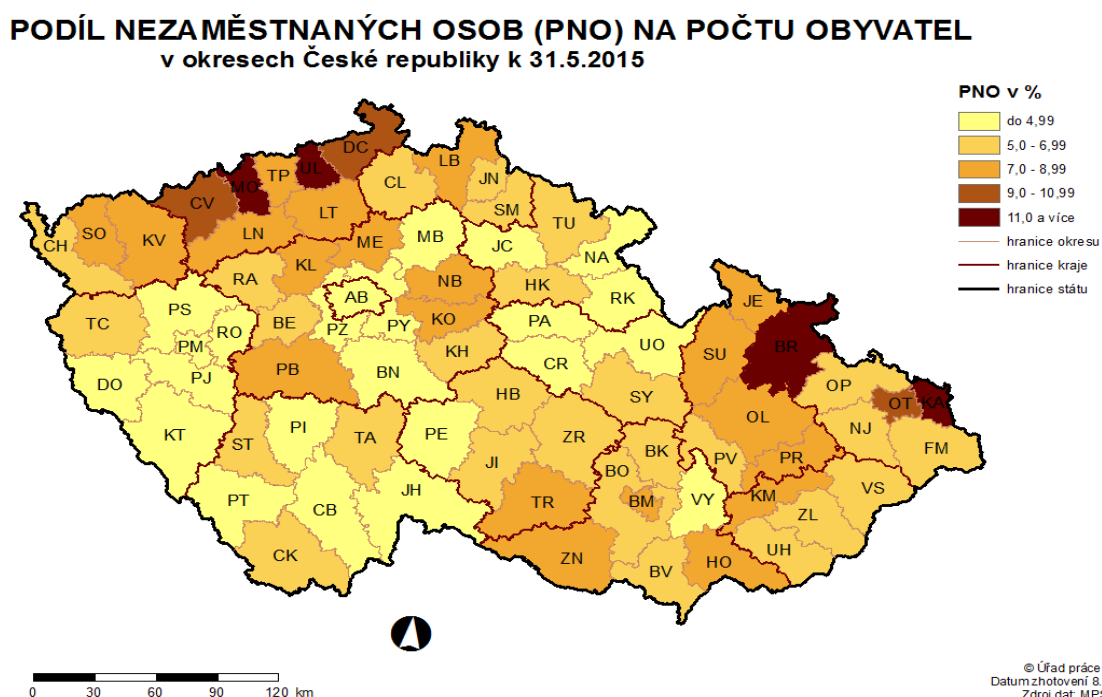 PODÍL NEZAMĚSTNANÝCH OSOB (PNO) NA POČTU OBYVATEL
v okresech České republiky k 31.5.2015
PNO v %
do 4,99
5,0 - 6,99
7,0 - 8,99
9,0 - 10,99
11,0 a více
hranice okresu
hranice kraje
hranice státu
DC
LB
UL
TP
MO
JN
CL
CV
SM
LT
TU
SO
LN
ME
MB
KV
CH
JC
NA
KL
RA
NB
HK
AB
RK
JE
PS
KO
PA
BE
TC
RO
PZ
PY
UO
SU
BR
PM
KH
CR
OP
PB
BN
PJ
DO
HB
SY
OT
KA
OL
NJ
PI
PE
KT
TA
ZR
ST
FM
BK
PV
PR
JI
BO
VS
JH
KM
BM
VY
TR
PT
CB
ZL
UH
CK
ZN
HO
BV
0 30 60 90 120 km
© Úřad práce
Datum zhotovení 8.
Zdroj dat: MPS